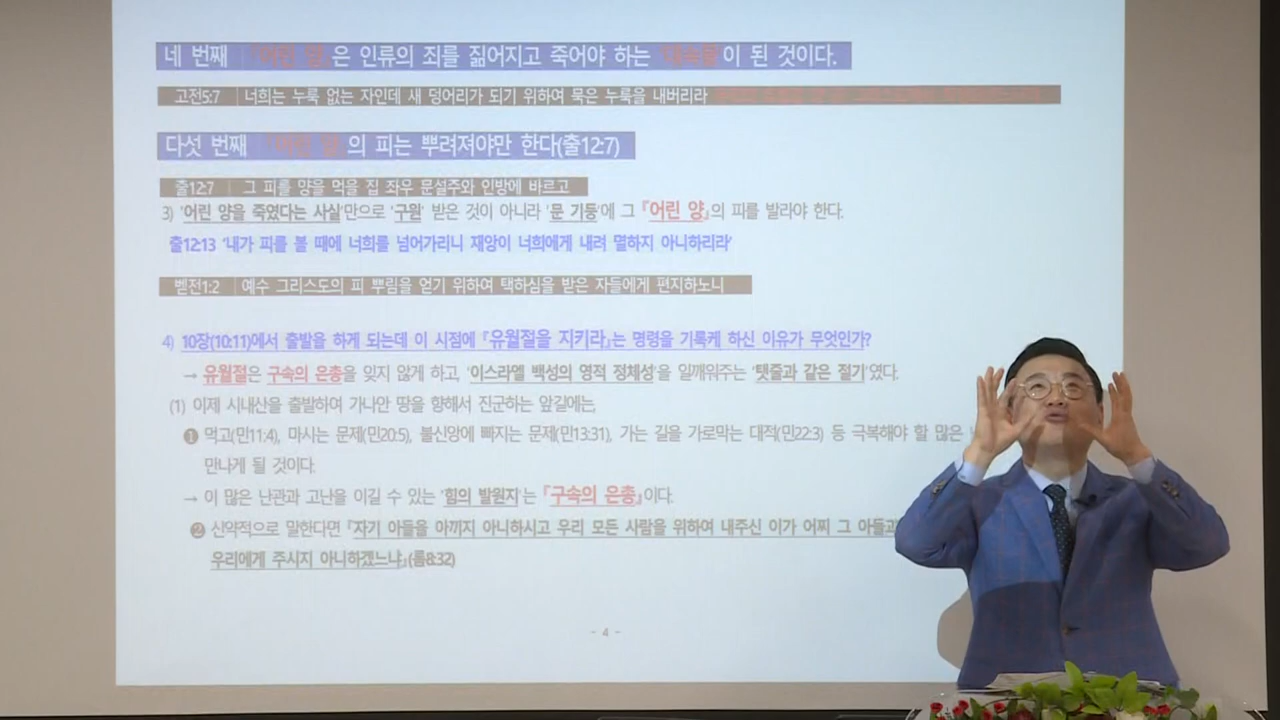 네 번째 『어린 양』은 인류의 죄를 짊어지고 죽어야 하는 '대속물'이 된 것이다.
고전5:7 너희는 누룩 없는 자인데 새 덩어리가 되기 위하여 묵은 누룩을 내버리라
다섯 번째 『어린 양』의 피는 뿌려져야만 한다(출12:7)
출12:7 그 피를 양을 먹을 집 좌우 문설주와 인방에 바르고
3) '어린 양을 죽였다는 사실'만으로 '구원' 받은 것이 아니라 '문 기둥'에 그 『어린 양』의 피를 발라야 한다.
출12:13 '내가 피를 볼 때에 너희를 넘어가리니 재앙이 너희에게 내려 멸하지 아니하리라'
벧전1:2 예수 그리스도의 피 뿌림을 얻기 위하여 택하심을 받은 자들에게 편지하노니
4) 10장(10:11)에서 출발을 하게 되는데 이 시점에 『유월절을 지키라』는 명령을 기록케 하신 이유가 무엇인가?
→ 유월절은 구속의 은총을 잊지 않게 하고, '이스라엘 백성의 영적 정체성'을 일깨워주는 '탯줄과 같은 절기'였다.
(1) 이제 시내산을 출발하여 가나안 땅을 향해서 진군하는 앞길에는,
❶ 먹고(민11:4), 마시는 문제(민20:5), 불신앙에 빠지는 문제(민13:31), 가는 길을 가로막는 대적(민22:3) 등 극복해야 할 많은
만나게 될 것이다.
→ 이 많은 난관과 고난을 이길 수 있는 '힘의 발원지'는 『구속의 은총』이다.
❷ 신약적으로 말한다면 『자기 아들을 아끼지 아니하시고 우리 모든 사람을 위하여 내주신 이가 어찌 그 아들과
우리에게 주시지 아니하겠느냐』(롬8:32)
- 4 -